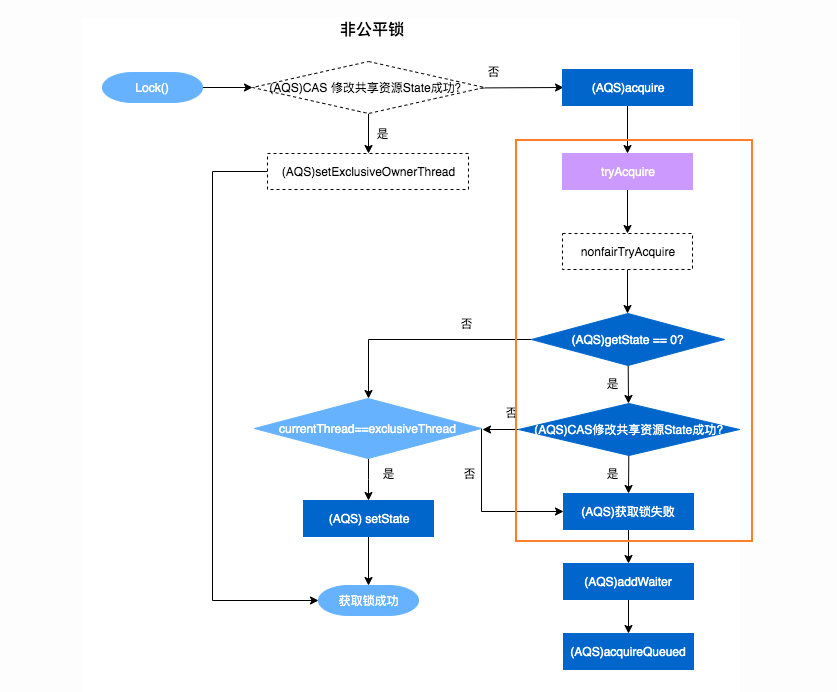 非公平锁
Lock()
(AQS)CAS 修改共享资源State成功?
否
(AQS)acquire
是
(AQS)setExclusiveOwnerThread
tryAcquire
nonfairTryAcquire
否
(AQS)getState == 0?
是
currentThread==exclusiveThread
否
(AQS)CAS修改共享资源State成功?
是
否
是
(AQS) setState
(AQS)获取锁失败
(AQS)addWaiter
获取锁成功
(AQS)acquireQueued